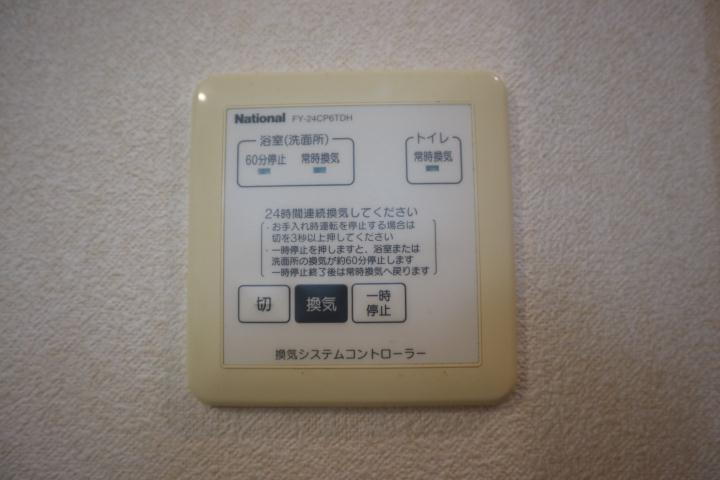 National FY-24CP6TDH
浴室(洗面所)
トイレ
60分停止 常時換気
常時換気
24時間連続換気してください
・お手入れ時運転を停止する場合は
切を3秒以上押してください
・一時停止を押しますと、浴室または
洗面所の換気が約60分停止します
一時停止終了後は常時換気へ戻ります
切
換気
一時
停止
換気システムコントローラー